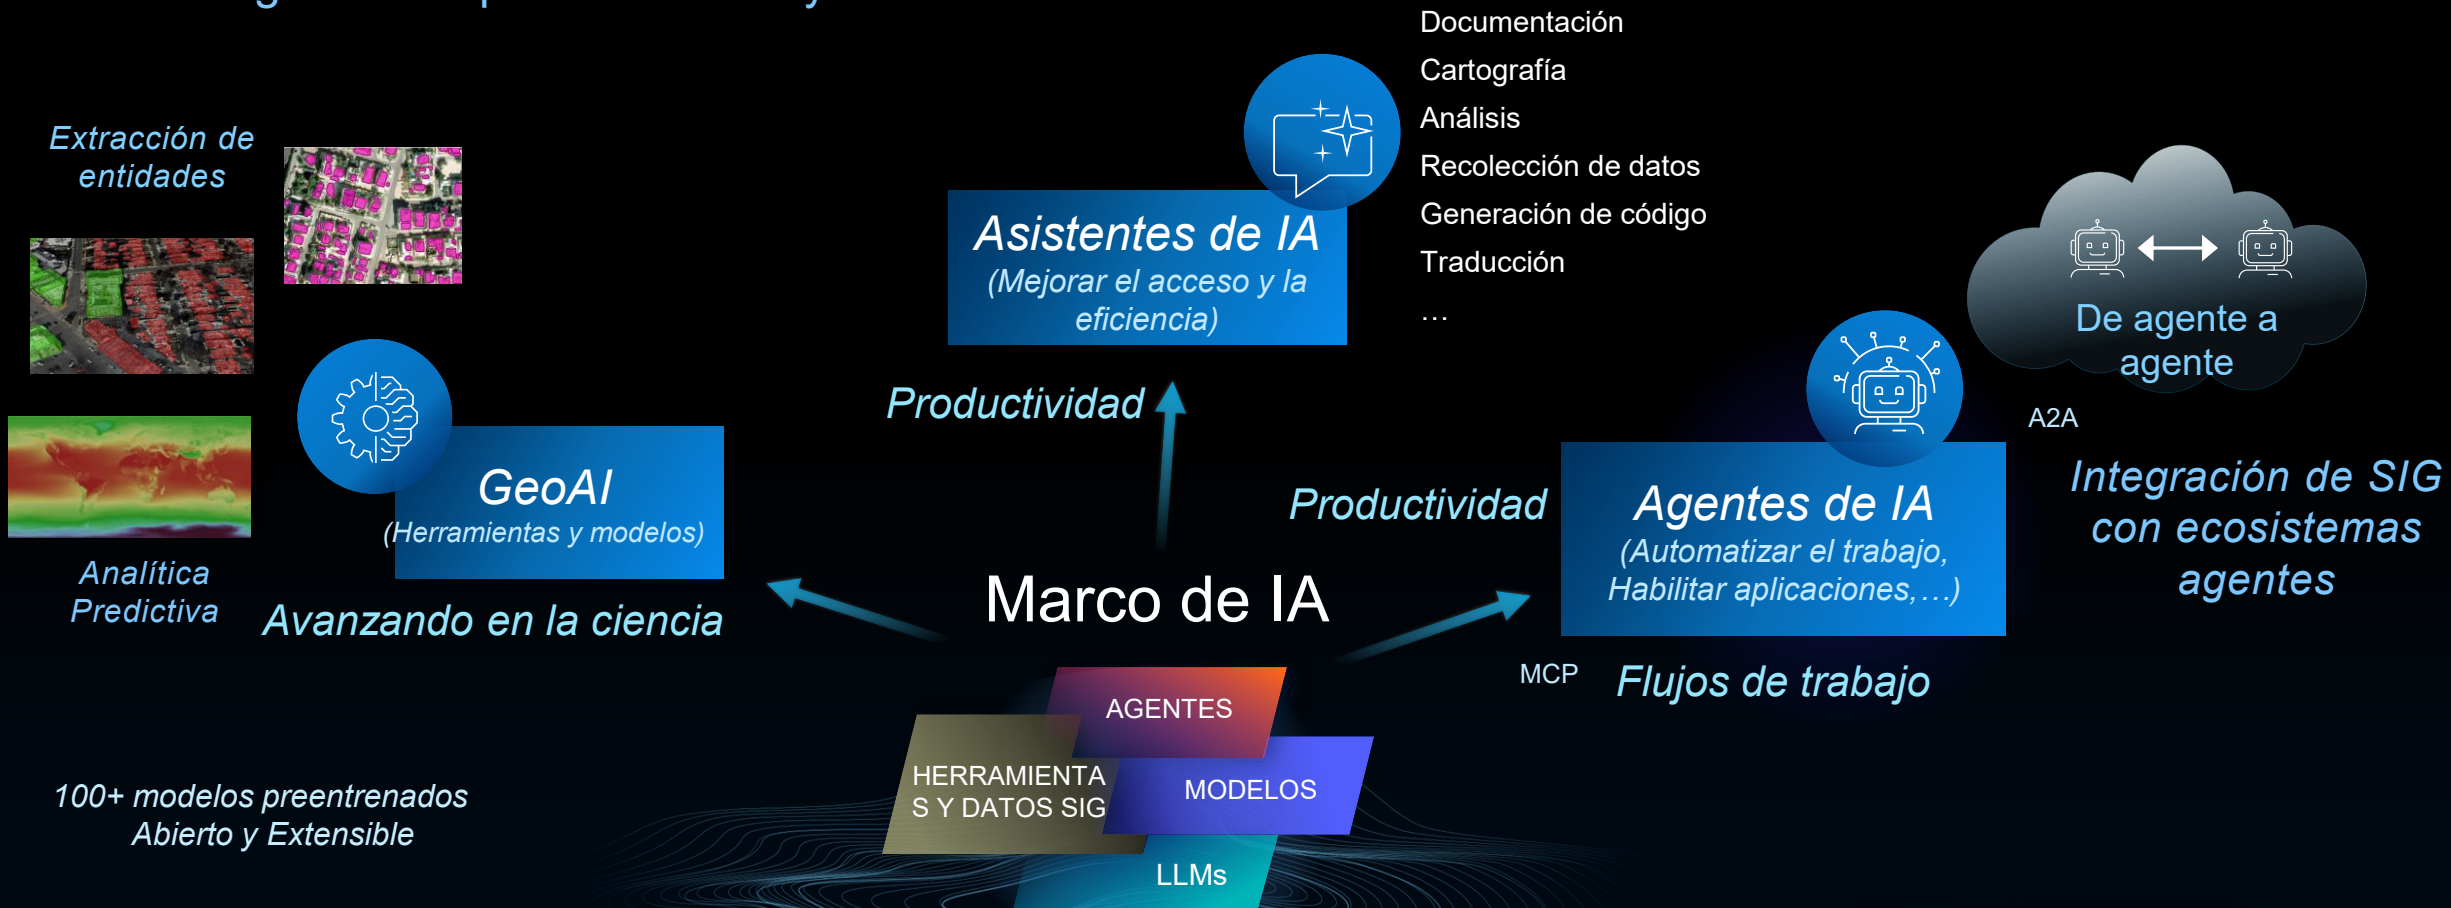 Documentación
Cartografía
Análisis
Recolección de datos
Generación de código
Traducción
…
Extracción de
entidades
Asistentes de IA
(Mejorar el acceso y la
eficiencia)
De agente a
agente
A2A
Productividad
GeoAI
(Herramientas y modelos)
Analítica
Predictiva
Avanzando en la ciencia
Productividad
Agentes de IA
(Automatizar el trabajo,
Habilitar aplicaciones,…)
Integración de SIG
con ecosistemas
agentes
Marco de IA
MCP
Flujos de trabajo
AGENTES
HERRAMIENTA
S Y DATOS SIG
MODELOS
LLMs
100+ modelos preentrenados
Abierto y Extensible